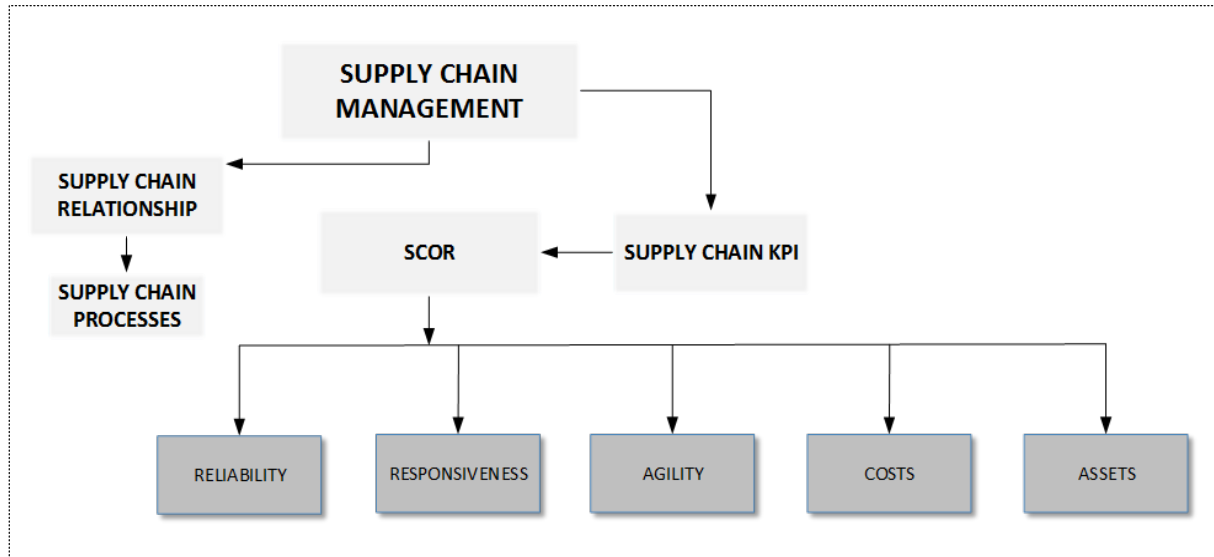 SUPPLY CHAIN
MANAGEMENT
SUPPLY CHAIN
RELATIONSHIP
SCOR
SUPPLY CHAIN KPI
SUPPLY CHAIN
PROCESSES
RELIABILITY
RESPONSIVENESS
AGILITY
COSTS
ASSETS